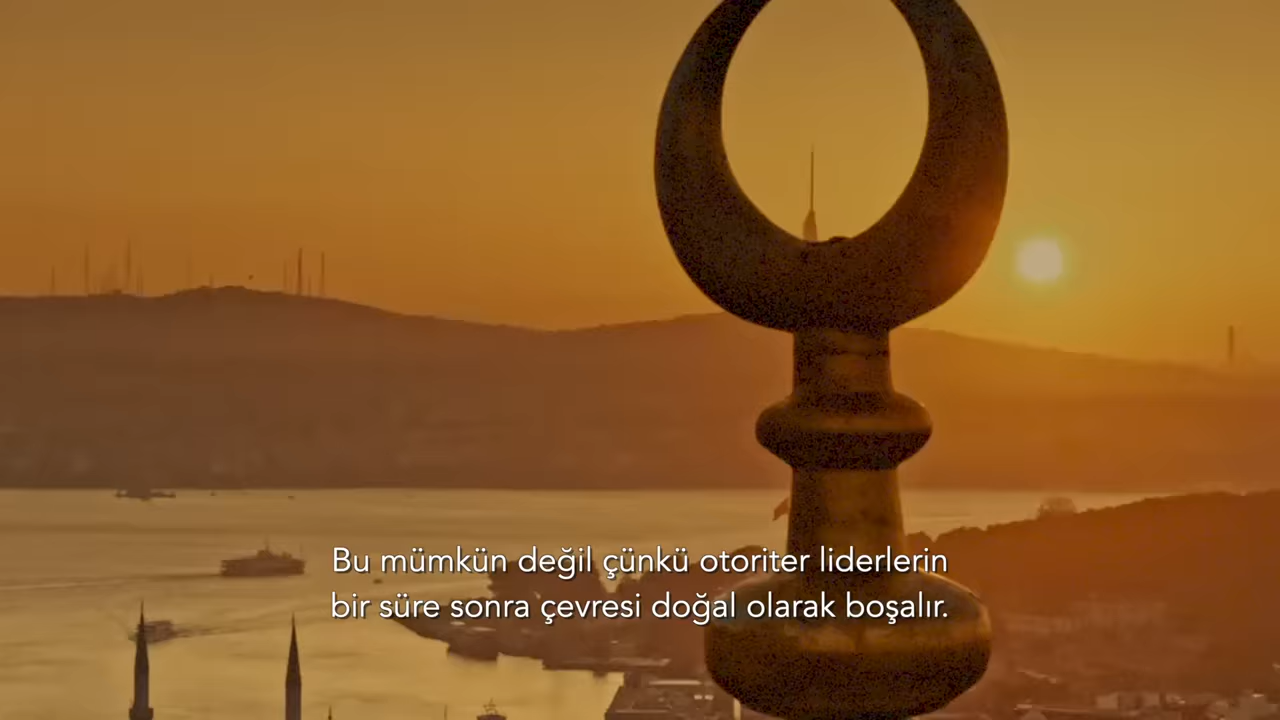 Bu mümkün değil çünkü otoriter liderlerin
bir süre sonra çevresi doğal olarak boşalır.